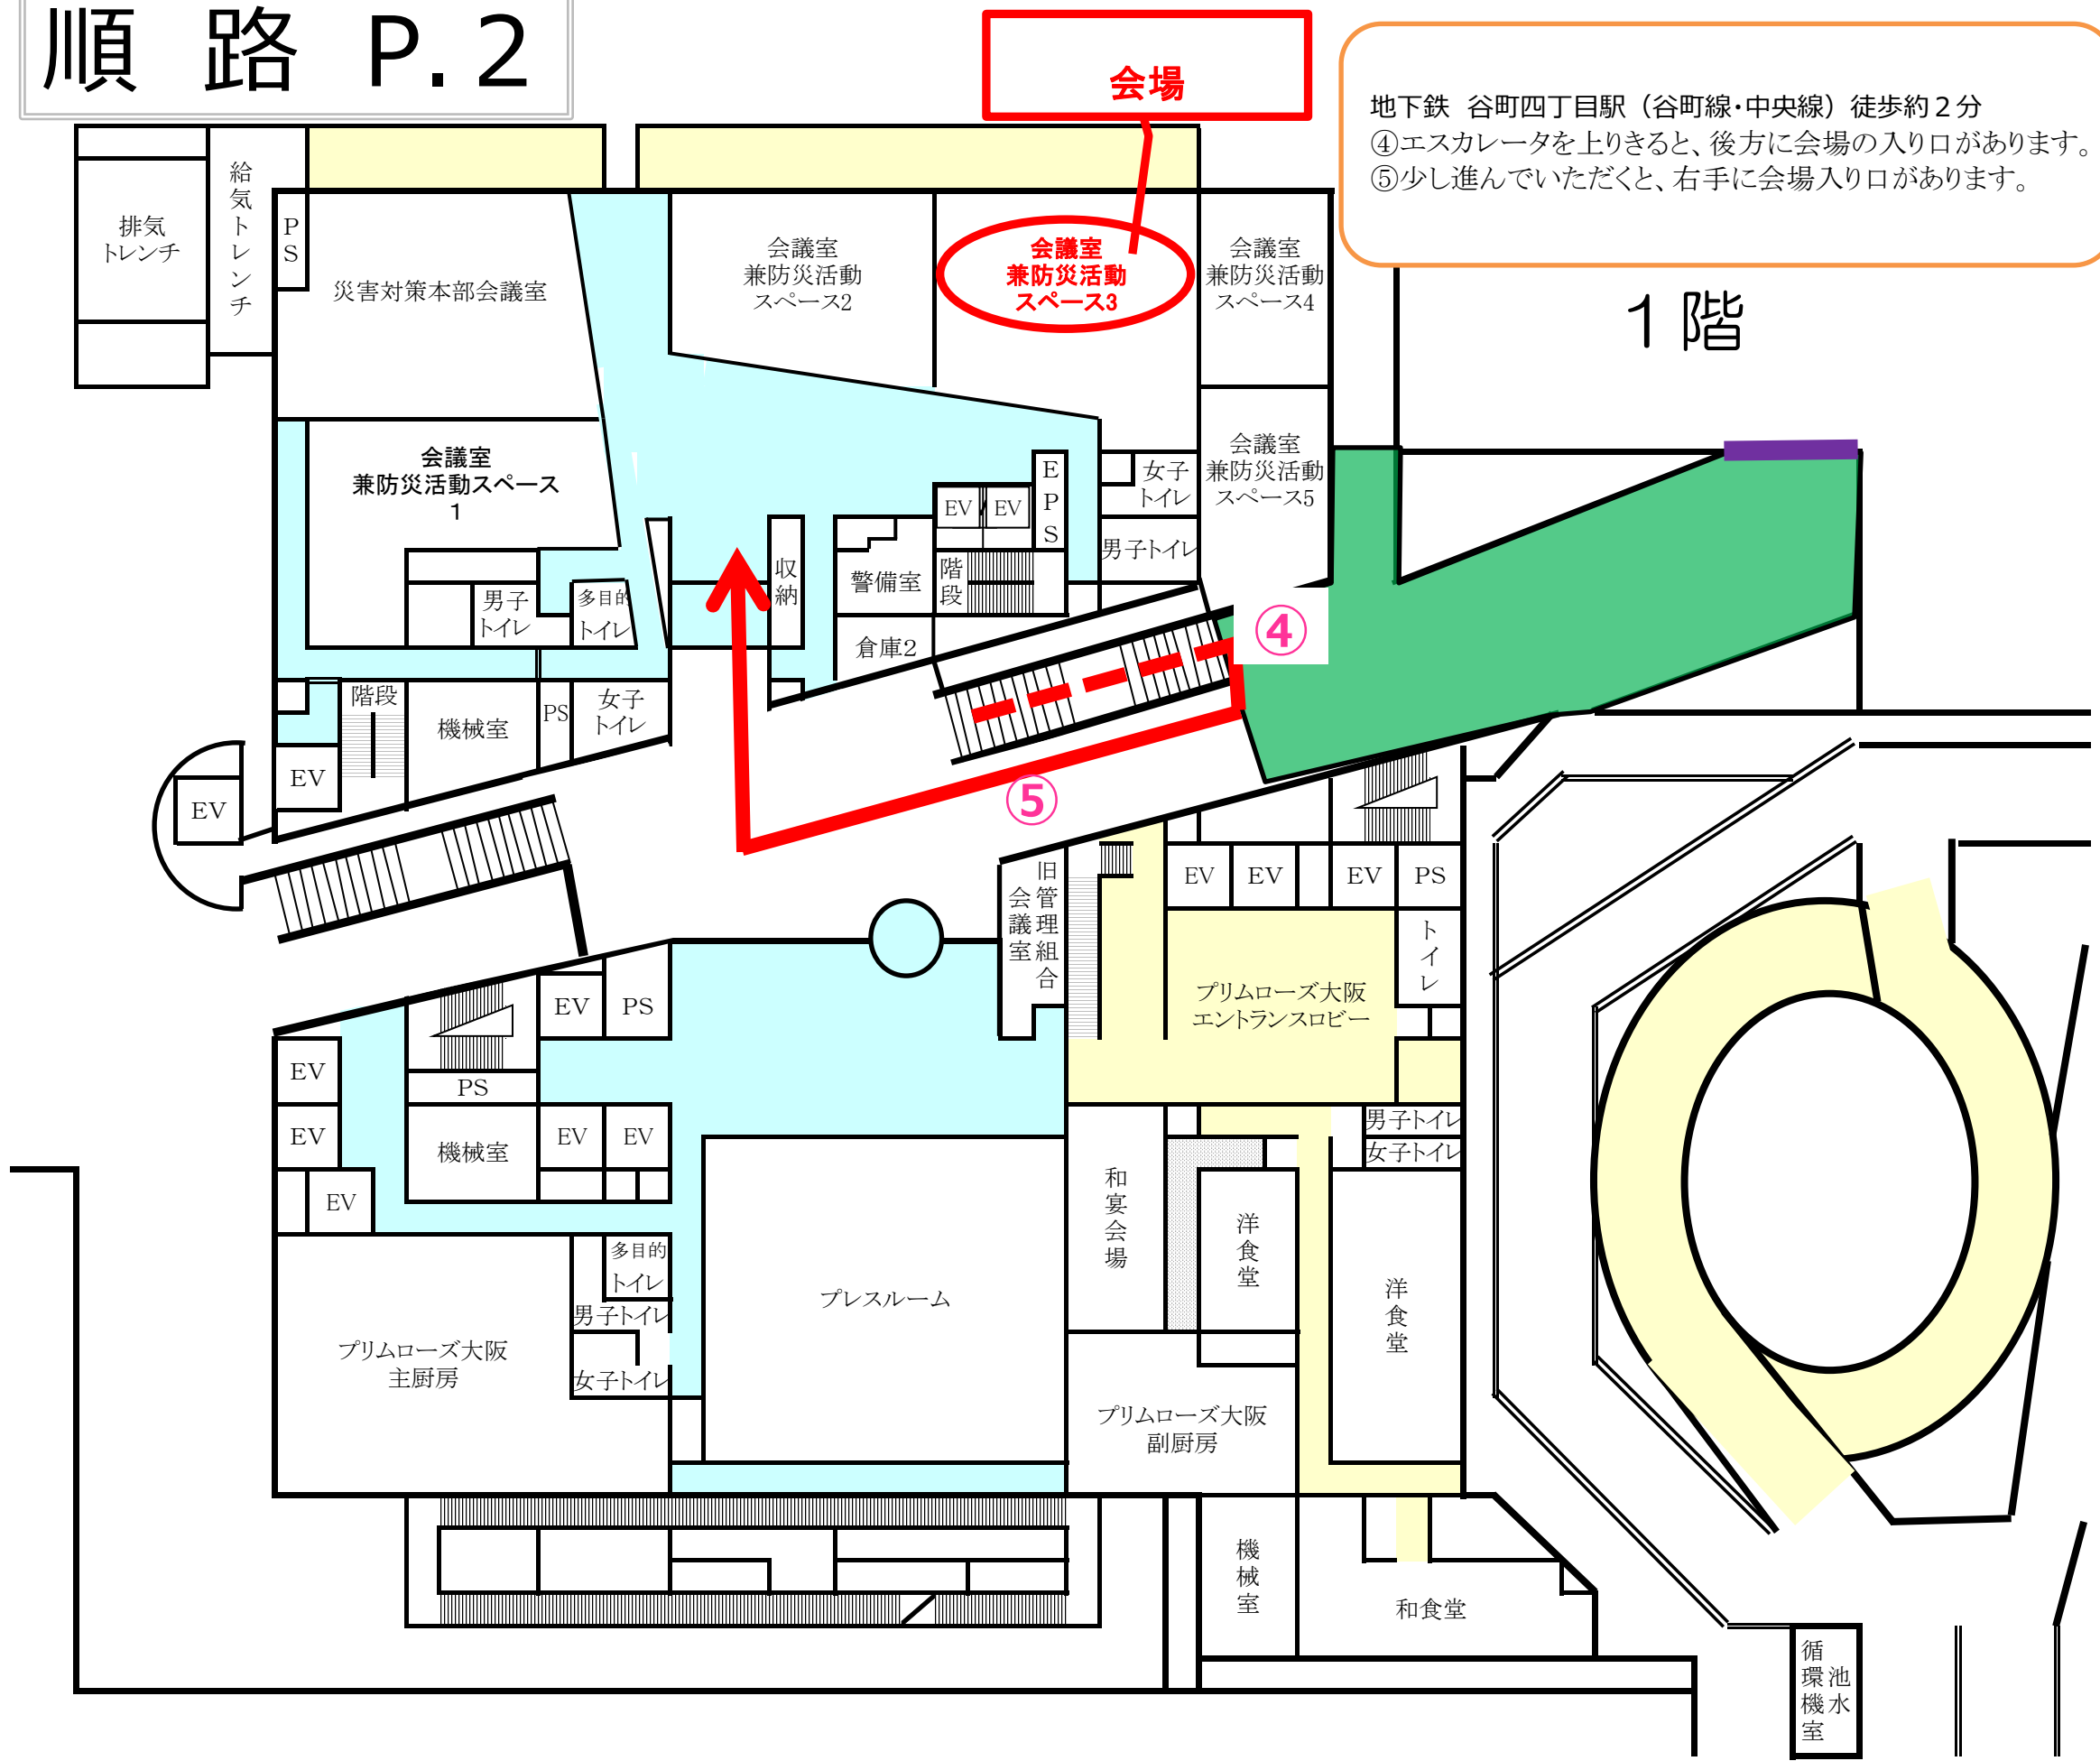 順 路 P.2
会場
地下鉄 谷町四丁目駅（谷町線・中央線）徒歩約２分
④エスカレータを上りきると、後方に会場の入り口があります。
⑤少し進んでいただくと、右手に会場入り口があります。
１階
排気
トレンチ
給気トレンチ
PS
災害対策本部会議室
会議室
兼防災活動
スペース2
会議室
兼防災活動
スペース3
会議室
兼防災活動
スペース4
会議室
兼防災活動スペース
1
EPS
女子
トイレ
会議室
兼防災活動
スペース5
EV
EV
男子トイレ
収納
警備室
階段
男子
トイレ
多目的
トイレ
倉庫2
④
階段
機械室
PS
女子
トイレ
EV
EV
⑤
旧管理組合
会議室
EV
EV
EV
PS
トイレ
プリムローズ大阪
エントランスロビー
EV
PS
EV
PS
EV
機械室
EV
EV
男子トイレ
女子トイレ
EV
和宴会場
洋食堂
洋食堂
多目的
トイレ
男子トイレ
女子トイレ
プレスルーム
プリムローズ大阪
主厨房
プリムローズ大阪
副厨房
機械室
和食堂
池水
循環機室